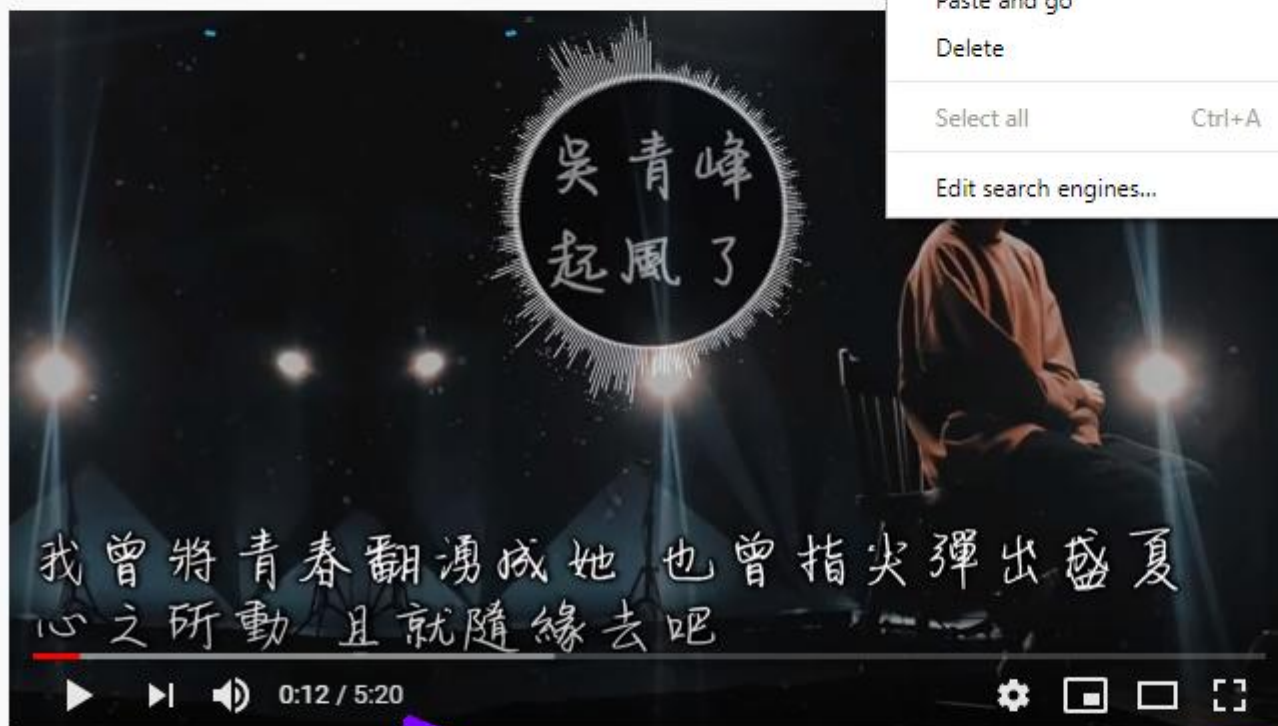 Paste and go
Delete
Select all Ctrl+A
Edit search engines...
吳青峰
起風了
我曾將青春翻湧成她 也曾指尖彈出盛夏
心之所動 且就隨緣去吧
0:12 / 5:20